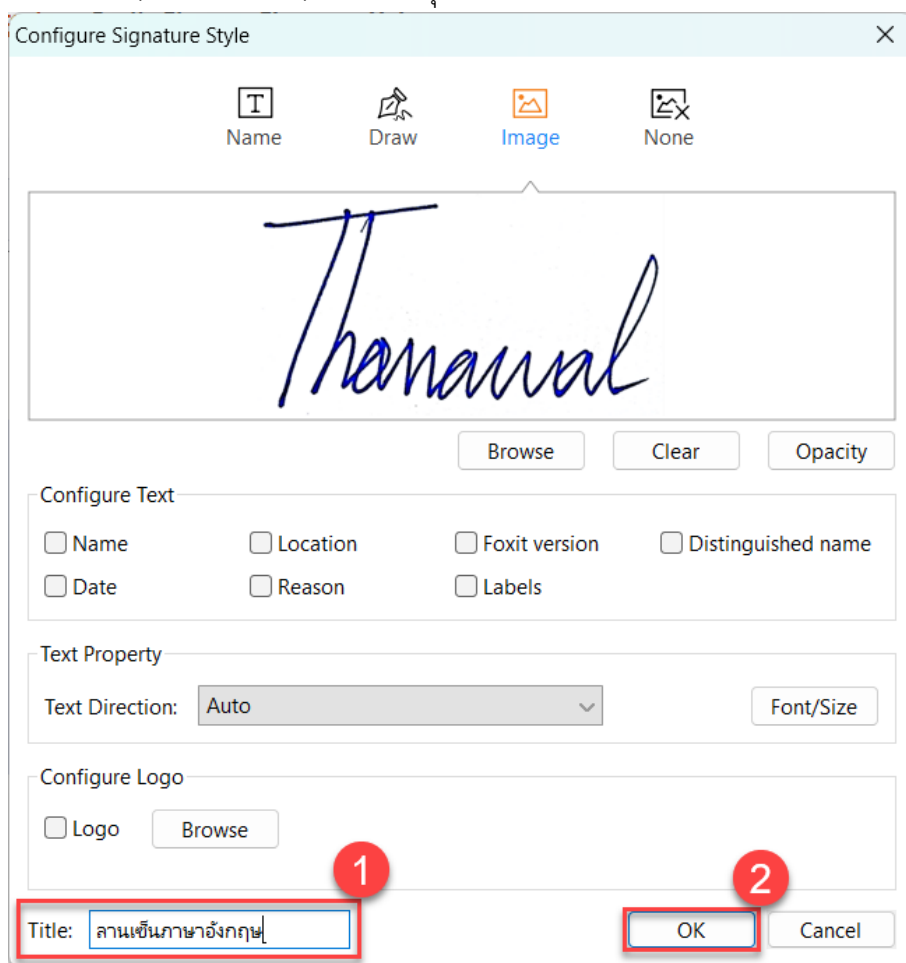 Configure Signature Style
Name Draw Image None
Thanawal
Browse Clear Opacity
Configure Text
Name Location Foxit version Distinguished name
Date Reason Labels
Text Property
Text Direction: Auto Font/Size
Configure Logo
Logo Browse
1 2
Title: ลานเซ็นภาษาอังกฤษ OK Cancel